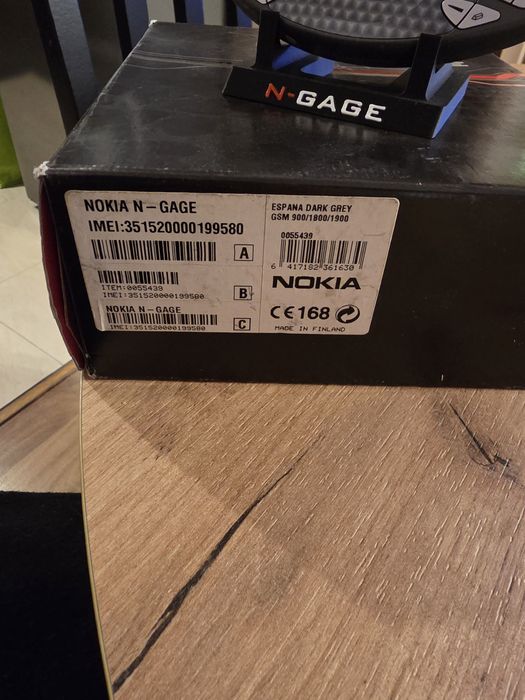 N-GAGE
NOKIA N-GAGE
IMEI:351520000199580
A
ITEM:0055439
IMEI:351520000199580
B
NOKIA N-GAGE
IMEI:351520000199580
C
ESPANA DARK GREY
GSM 900/1800/1900
0055439
6 417182 361630
NOKIA
CE168
MADE IN FINLAND